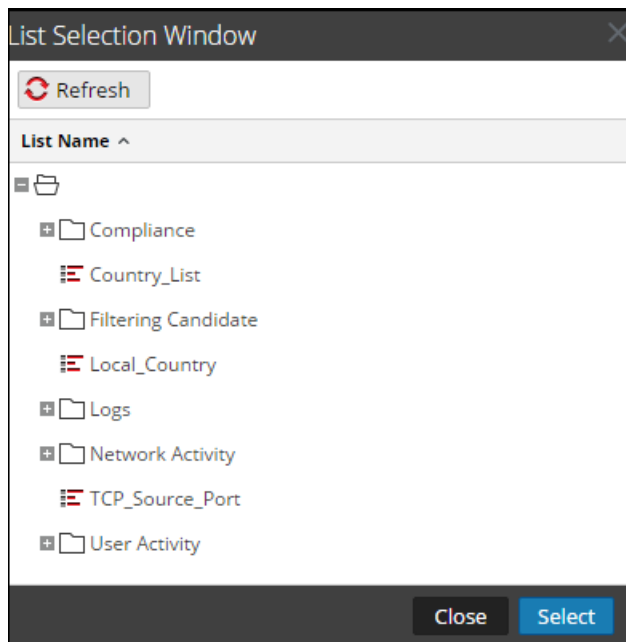 List Selection Window
Refresh
List Name
Compliance
Country_List
Filtering Candidate
Local_Country
Logs
Network Activity
TCP_Source_Port
User Activity
Close Select